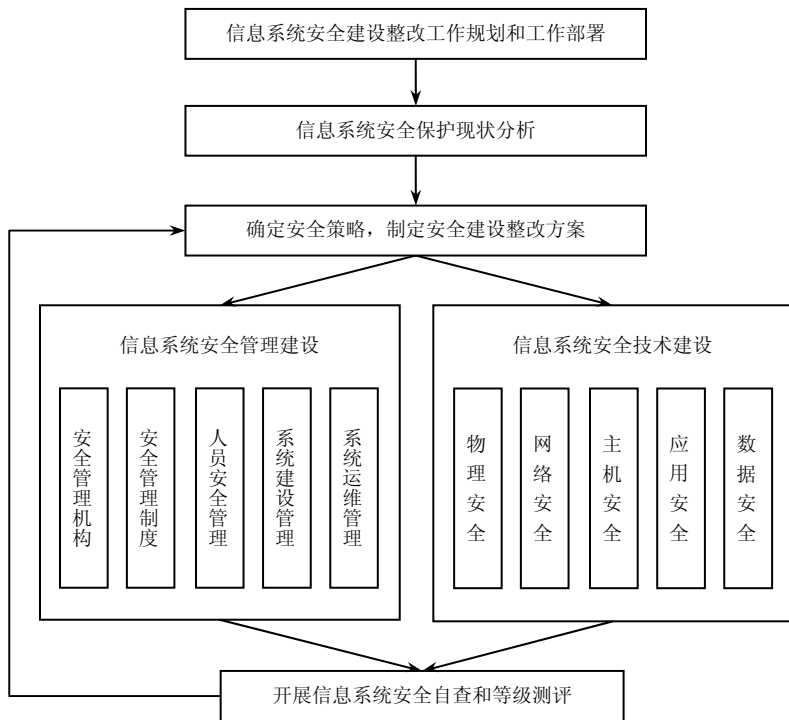 信息系统安全建设整改工作规划和工作部署
信息系统安全保护现状分析
确定安全策略，制定安全建设整改方案
信息系统安全管理建设
安全管理机构
安全管理制度
人员安全管理
系统建设管理
系统运维管理
信息系统安全技术建设
物理安全
网络安全
主机安全
应用安全
数据安全
开展信息系统安全自查和等级测评